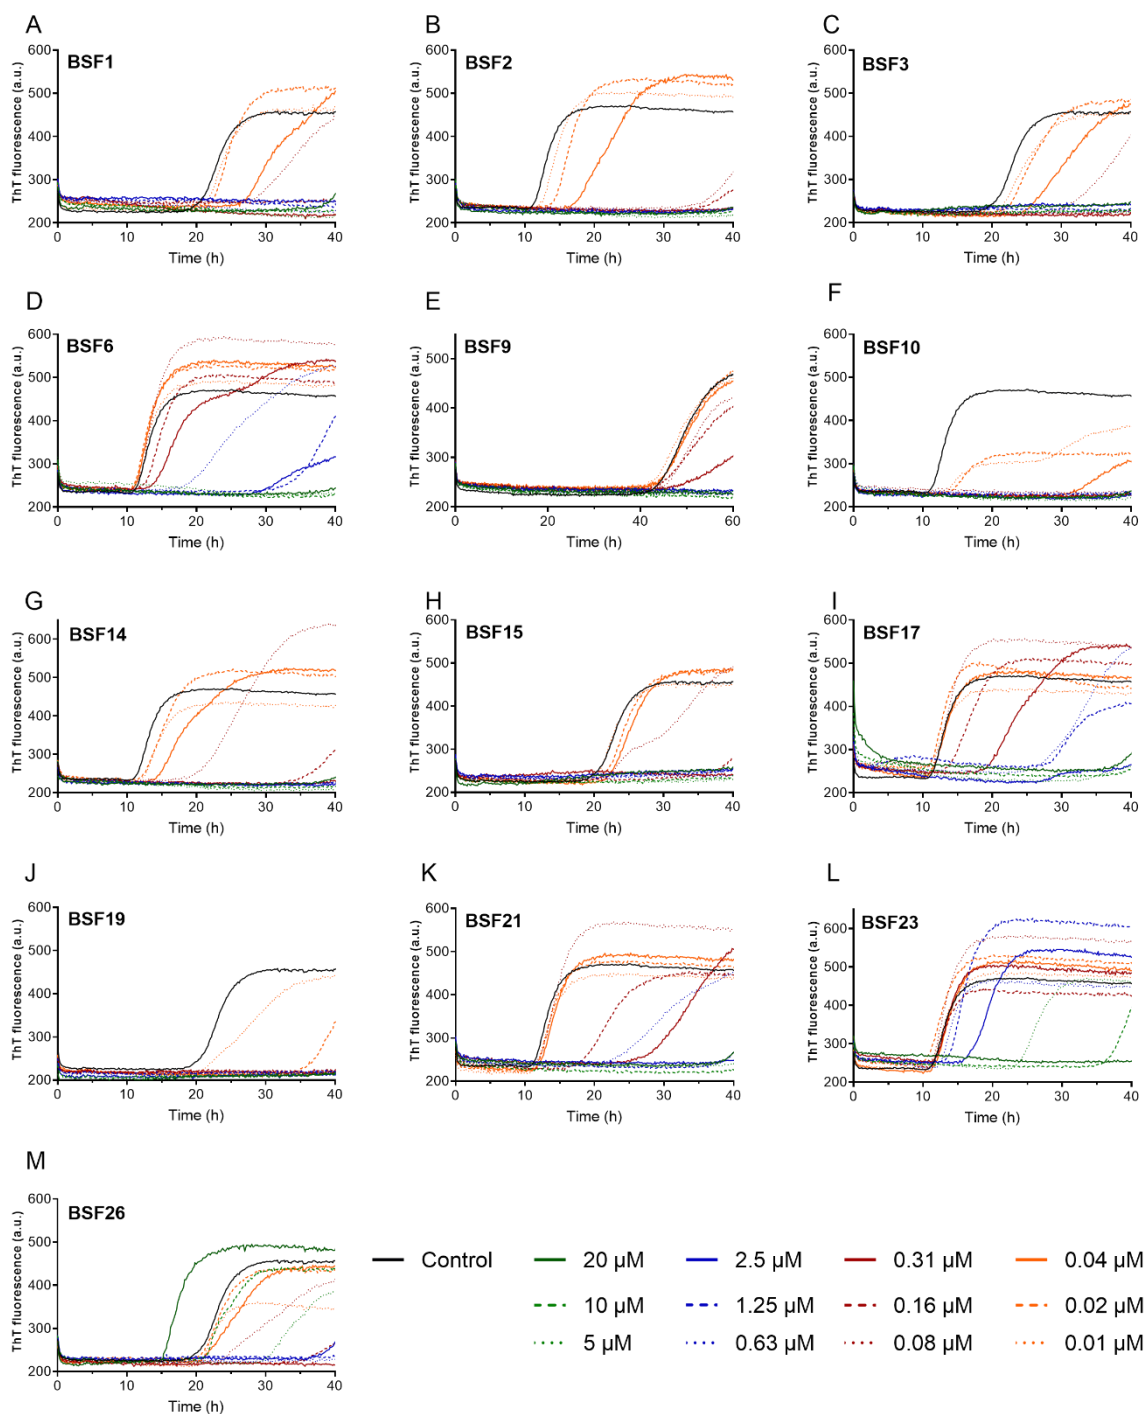 A
BSF1
ThT fluorescence (a.u.)
600
500
400
300
200
0 10 20 30 40
Time (h)
B
BSF2
ThT fluorescence (a.u.)
600
500
400
300
200
0 10 20 30 40
Time (h)
C
BSF3
ThT fluorescence (a.u.)
600
500
400
300
200
0 10 20 30 40
Time (h)
D
BSF6
ThT fluorescence (a.u.)
600
500
400
300
200
0 10 20 30 40
Time (h)
E
BSF9
ThT fluorescence (a.u.)
500
400
300
200
0 20 40 60
Time (h)
F
BSF10
ThT fluorescence (a.u.)
600
500
400
300
200
0 10 20 30 40
Time (h)
G
BSF14
ThT fluorescence (a.u.)
600
500
400
300
200
0 10 20 30 40
Time (h)
H
BSF15
ThT fluorescence (a.u.)
600
500
400
300
200
0 10 20 30 40
Time (h)
I
BSF17
ThT fluorescence (a.u.)
600
500
400
300
200
0 10 20 30 40
Time (h)
J
BSF19
ThT fluorescence (a.u.)
600
500
400
300
200
0 10 20 30 40
Time (h)
K
BSF21
ThT fluorescence (a.u.)
600
500
400
300
200
0 10 20 30 40
Time (h)
L
BSF23
ThT fluorescence (a.u.)
600
500
400
300
200
0 10 20 30 40
Time (h)
M
BSF26
ThT fluorescence (a.u.)
600
500
400
300
200
0 10 20 30 40
Time (h)
Control 20 µM 2.5 µM 0.31 µM 0.04 µM
10 µM 1.25 µM 0.16 µM 0.02 µM
5 µM 0.63 µM 0.08 µM 0.01 µM